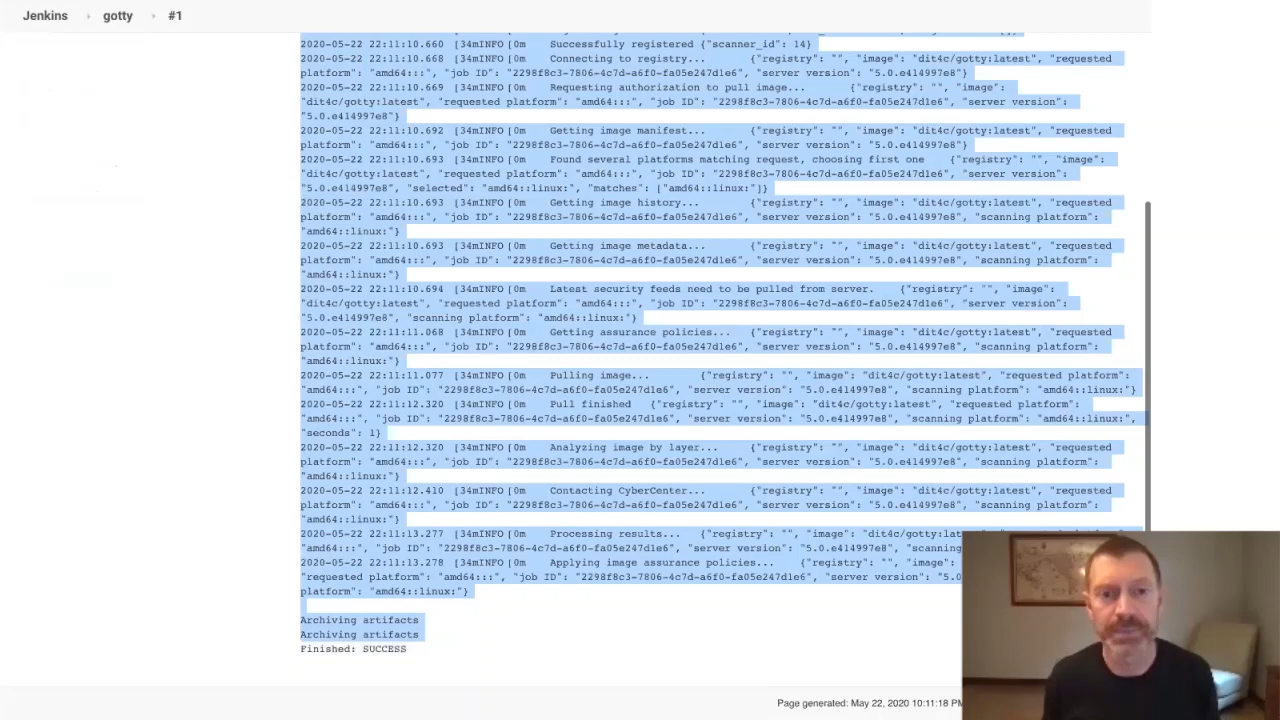 Jenkins › gotty › #1
2020-05-22 22:11:10.660 [34mINFO[0m Successfully registered {"scanner_id": 14}
2020-05-22 22:11:10.668 [34mINFO[0m Connecting to registry... {"registry": "", "image": "dit4c/gotty:latest", "requested
platform": "amd64:::", "job ID": "2298f8c3-7806-4c7d-a6f0-fa05e247d1e6", "server version": "5.0.e414997e8"}
2020-05-22 22:11:10.669 [34mINFO[0m Requesting authorization to pull image... {"registry": "", "image":
"dit4c/gotty:latest", "requested platform": "amd64:::", "job ID": "2298f8c3-7806-4c7d-a6f0-fa05e247d1e6", "server version":
"5.0.e414997e8"}
2020-05-22 22:11:10.692 [34mINFO[0m Getting image manifest... {"registry": "", "image": "dit4c/gotty:latest", "requested
platform": "amd64:::", "job ID": "2298f8c3-7806-4c7d-a6f0-fa05e247d1e6", "server version": "5.0.e414997e8"}
2020-05-22 22:11:10.693 [34mINFO[0m Found several platforms matching request, choosing first one {"registry": "", "image":
"dit4c/gotty:latest", "requested platform": "amd64:::", "job ID": "2298f8c3-7806-4c7d-a6f0-fa05e247d1e6", "server version":
"5.0.e414997e8", "selected": "amd64::linux:", "matches": ["amd64::linux:"]}
2020-05-22 22:11:10.693 [34mINFO[0m Getting image history... {"registry": "", "image": "dit4c/gotty:latest", "requested
platform": "amd64:::", "job ID": "2298f8c3-7806-4c7d-a6f0-fa05e247d1e6", "server version": "5.0.e414997e8", "scanning platform":
"amd64::linux:"}
2020-05-22 22:11:10.693 [34mINFO[0m Getting image metadata... {"registry": "", "image": "dit4c/gotty:latest", "requested
platform": "amd64:::", "job ID": "2298f8c3-7806-4c7d-a6f0-fa05e247d1e6", "server version": "5.0.e414997e8", "scanning platform":
"amd64::linux:"}
2020-05-22 22:11:10.694 [34mINFO[0m Latest security feeds need to be pulled from server. {"registry": "", "image":
"dit4c/gotty:latest", "requested platform": "amd64:::", "job ID": "2298f8c3-7806-4c7d-a6f0-fa05e247d1e6", "server version":
"5.0.e414997e8", "scanning platform": "amd64::linux:"}
2020-05-22 22:11:11.068 [34mINFO[0m Getting assurance policies... {"registry": "", "image": "dit4c/gotty:latest", "requested
platform": "amd64:::", "job ID": "2298f8c3-7806-4c7d-a6f0-fa05e247d1e6", "server version": "5.0.e414997e8", "scanning platform":
"amd64::linux:"}
2020-05-22 22:11:11.077 [34mINFO[0m Pulling image... {"registry": "", "image": "dit4c/gotty:latest", "requested platform":
"amd64:::", "job ID": "2298f8c3-7806-4c7d-a6f0-fa05e247d1e6", "server version": "5.0.e414997e8", "scanning platform": "amd64::linux:"}
2020-05-22 22:11:12.320 [34mINFO[0m Pull finished {"registry": "", "image": "dit4c/gotty:latest", "requested platform":
"amd64:::", "job ID": "2298f8c3-7806-4c7d-a6f0-fa05e247d1e6", "server version": "5.0.e414997e8", "scanning platform": "amd64::linux:",
"seconds": 1}
2020-05-22 22:11:12.320 [34mINFO[0m Analyzing image by layer... {"registry": "", "image": "dit4c/gotty:latest", "requested
platform": "amd64:::", "job ID": "2298f8c3-7806-4c7d-a6f0-fa05e247d1e6", "server version": "5.0.e414997e8", "scanning platform":
"amd64::linux:"}
2020-05-22 22:11:12.410 [34mINFO[0m Contacting CyberCenter... {"registry": "", "image": "dit4c/gotty:latest", "requested
platform": "amd64:::", "job ID": "2298f8c3-7806-4c7d-a6f0-fa05e247d1e6", "server version": "5.0.e414997e8", "scanning platform":
"amd64::linux:"}
2020-05-22 22:11:13.277 [34mINFO[0m Processing results... {"registry": "", "image": "dit4c/gotty:
"amd64:::", "job ID": "2298f8c3-7806-4c7d-a6f0-fa05e247d1e6", "server version": "5.0.e414997e8", "scanning
2020-05-22 22:11:13.278 [34mINFO[0m Applying image assurance policies... {"registry": "", "image":
"requested platform": "amd64:::", "job ID": "2298f8c3-7806-4c7d-a6f0-fa05e247d1e6", "server version": "5.0
platform": "amd64::linux:"}
Archiving artifacts
Archiving artifacts
Finished: SUCCESS
Page generated: May 22, 2020 10:11:18 PM